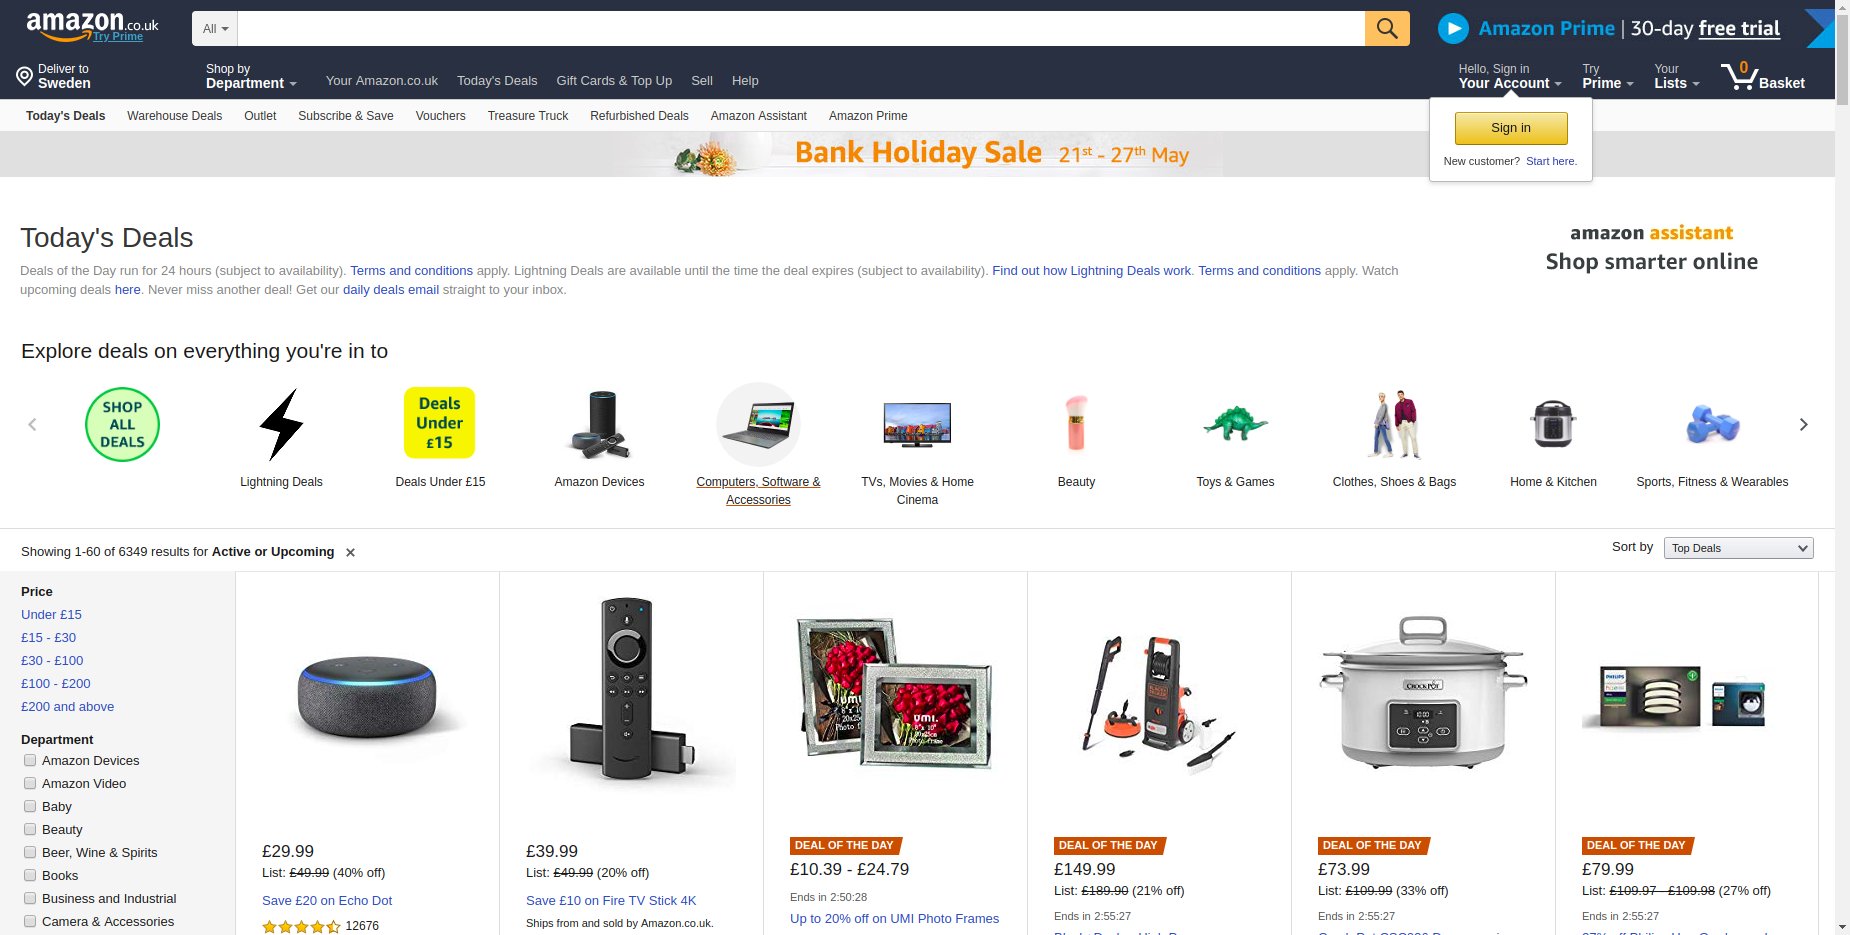 amazon.co.uk
Try Prime
All
Amazon Prime | 30-day free trial
Deliver to
Sweden
Shop by
Department
Your Amazon.co.uk Today's Deals Gift Cards & Top Up Sell Help
Hello, Sign in
Your Account
Try
Prime
Your
Lists
0
Basket
Today's Deals Warehouse Deals Outlet Subscribe & Save Vouchers Treasure Truck Refurbished Deals Amazon Assistant Amazon Prime
Sign in
New customer? Start here.
Bank Holiday Sale 21st - 27th May
Today's Deals
Deals of the Day run for 24 hours (subject to availability). Terms and conditions apply. Lightning Deals are available until the time the deal expires (subject to availability). Find out how Lightning Deals work. Terms and conditions apply. Watch
upcoming deals here. Never miss another deal! Get our daily deals email straight to your inbox.
amazon assistant
Shop smarter online
Explore deals on everything you're in to
SHOP
ALL
DEALS
Deals
Under
£15
Lightning Deals
Deals Under £15
Amazon Devices
Computers, Software &
Accessories
TVs, Movies & Home
Cinema
Beauty
Toys & Games
Clothes, Shoes & Bags
Home & Kitchen
Sports, Fitness & Wearables
Showing 1-60 of 6349 results for Active or Upcoming
Sort by Top Deals
Price
Under £15
£15 - £30
£30 - £100
£100 - £200
£200 and above
Department
Amazon Devices
Amazon Video
Baby
Beauty
Beer, Wine & Spirits
Books
Business and Industrial
Camera & Accessories
£29.99
List: £49.99 (40% off)
Save £20 on Echo Dot
12676
£39.99
List: £49.99 (20% off)
Save £10 on Fire TV Stick 4K
Ships from and sold by Amazon.co.uk.
umi.
8" x 10"
20x25cm
Photo frame
DEAL OF THE DAY
£10.39 - £24.79
Ends in 2:50:28
Up to 20% off on UMI Photo Frames
DEAL OF THE DAY
£149.99
List: £189.90 (21% off)
Ends in 2:55:27
CROCK-POT
DEAL OF THE DAY
£73.99
List: £109.99 (33% off)
Ends in 2:55:27
PHILIPS
DEAL OF THE DAY
£79.99
List: £109.97 - £109.98 (27% off)
Ends in 2:55:27